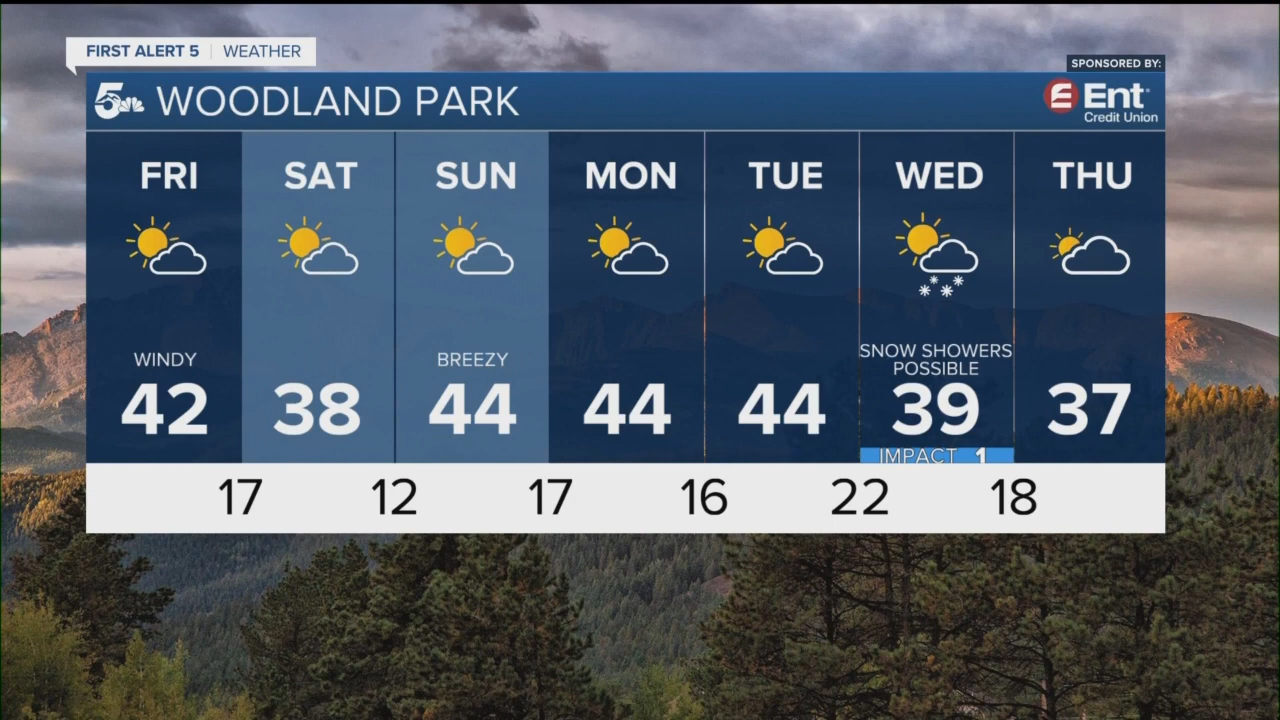 FIRST ALERT 5 | WEATHER
SPONSORED BY:
5 WOODLAND PARK
Ent
Credit Union
FRI SAT SUN MON TUE WED THU
WINDY BREEZY SNOW SHOWERS
POSSIBLE
42 38 44 44 44 39 37
IMPACT 1
17 12 17 16 22 18